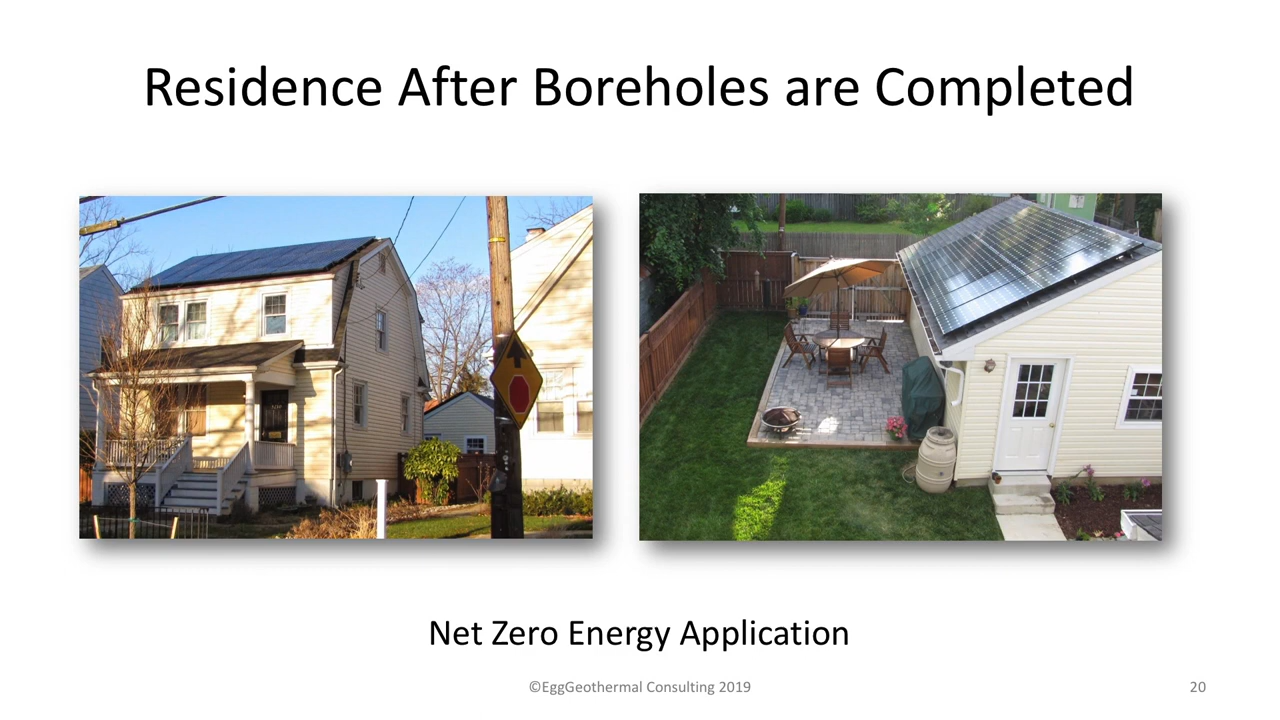 Residence After Boreholes are Completed
Net Zero Energy Application
©EggGeothermal Consulting 2019
20